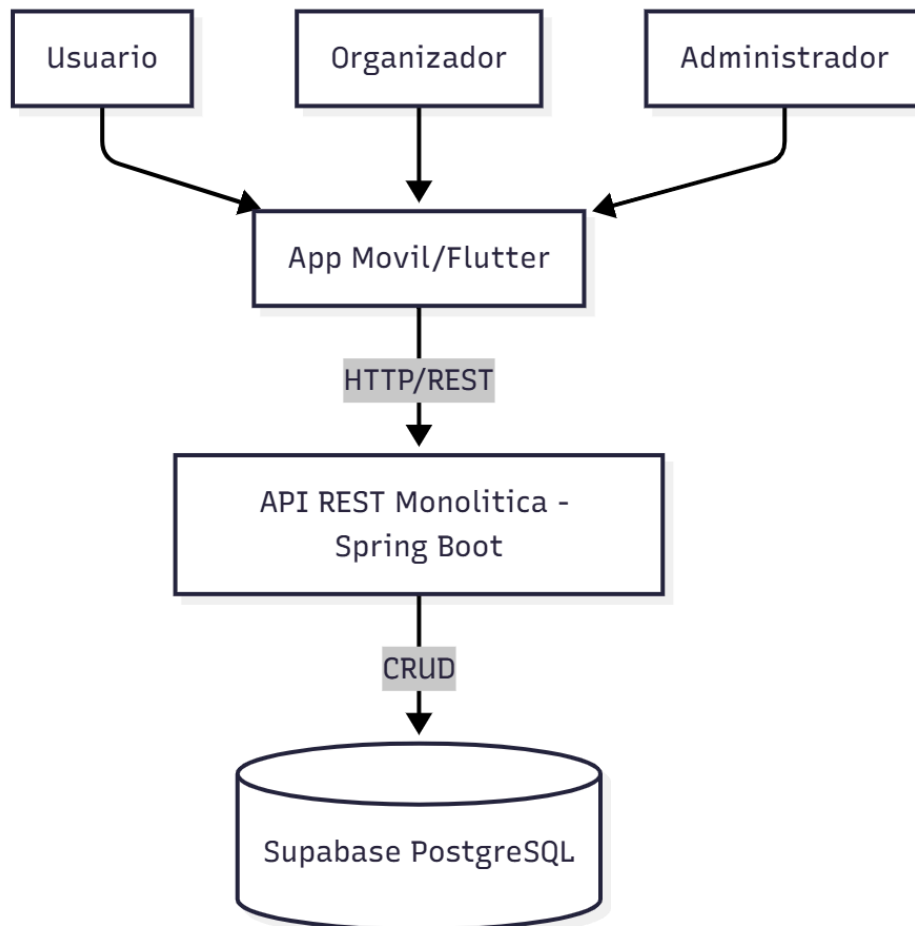 Usuario
Organizador
Administrador
App Movil/Flutter
HTTP/REST
API REST Monolitica -
Spring Boot
CRUD
Supabase PostgreSQL